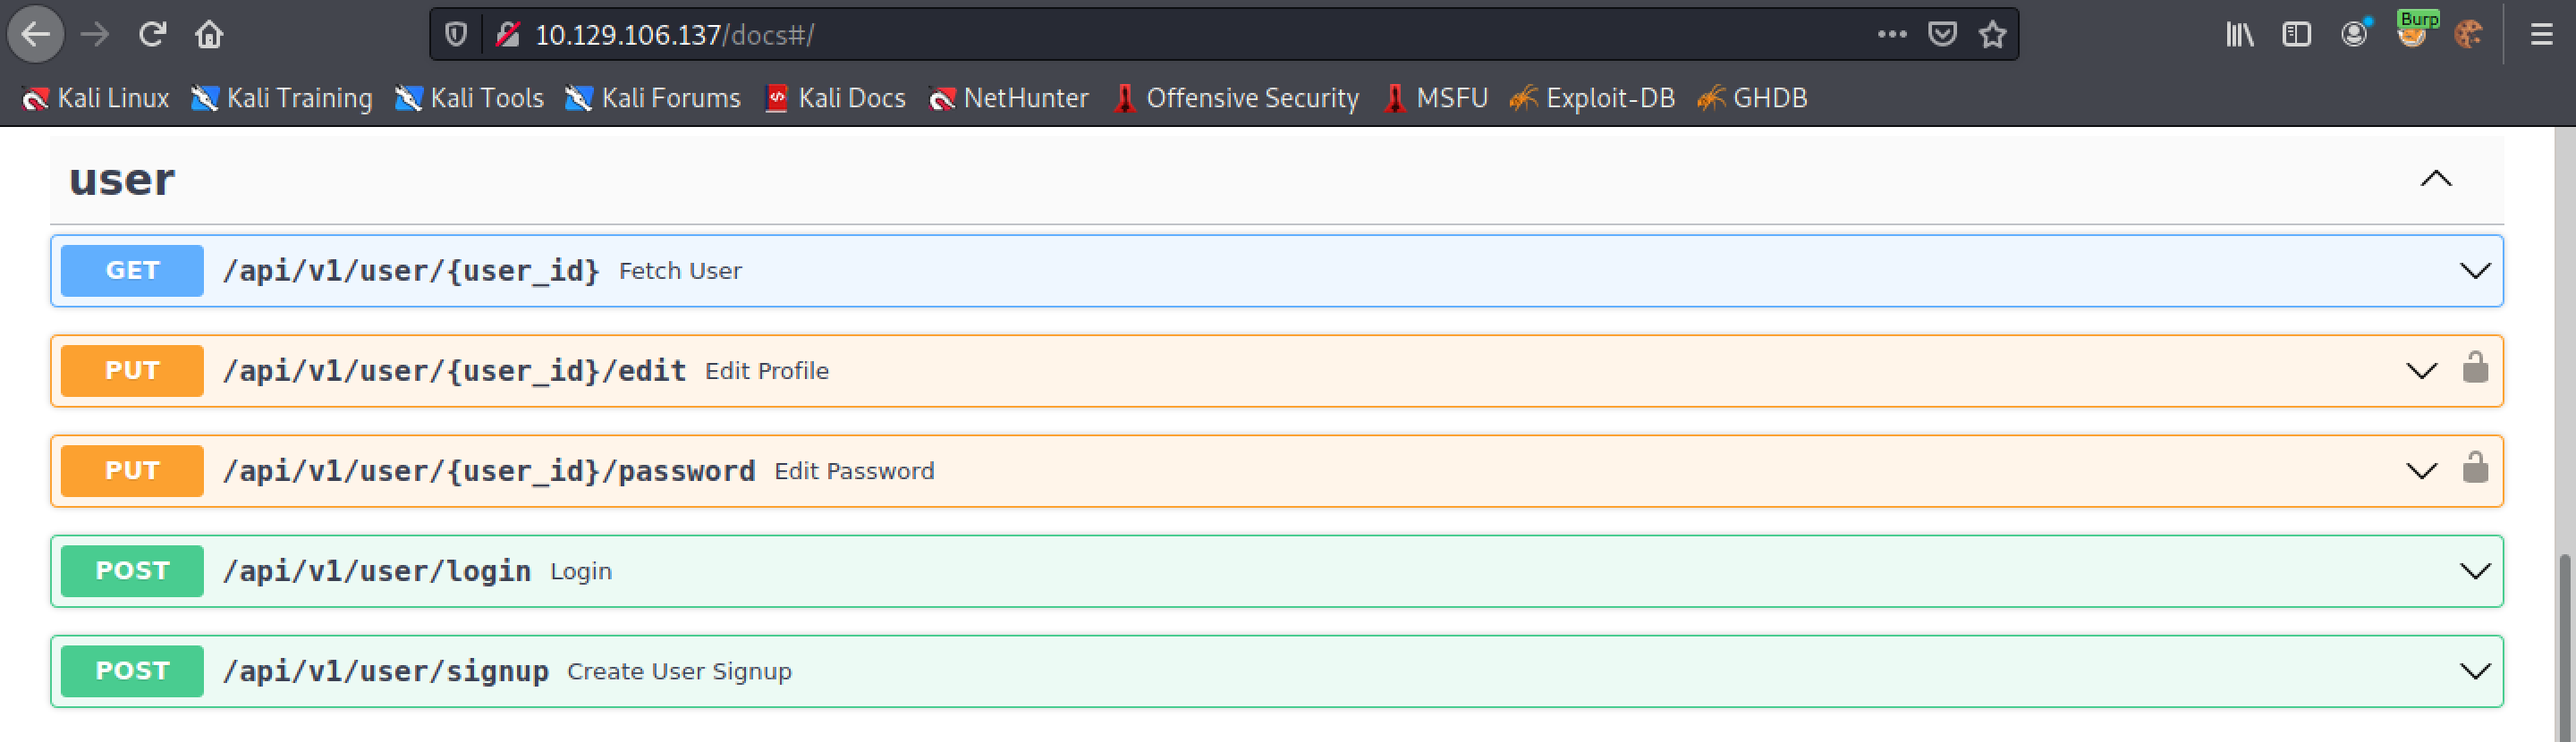 10.129.106.137/docs#/
Burp
Kali Linux Kali Training Kali Tools Kali Forums Kali Docs NetHunter Offensive Security MSFU Exploit-DB GHDB
user
GET /api/v1/user/{user_id} Fetch User
PUT /api/v1/user/{user_id}/edit Edit Profile
PUT /api/v1/user/{user_id}/password Edit Password
POST /api/v1/user/login Login
POST /api/v1/user/signup Create User Signup